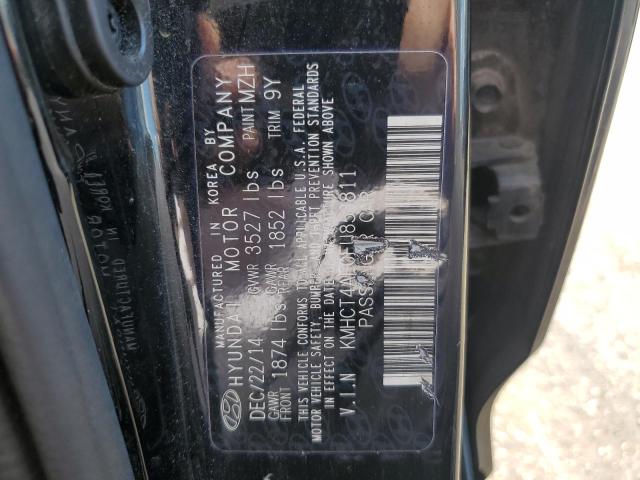 MANUFACTURED IN KOREA BY
HYUNDAI MOTOR COMPANY
DEC/22/14 GVWR 3527 lbs PAINT MZH
GAWR FRONT 1874 lbs GAWR REAR 1852 lbs TRIM 9Y
THIS VEHICLE CONFORMS TO ALL APPLICABLE U.S.A. FEDERAL
MOTOR VEHICLE SAFETY, BUMPER AND THEFT PREVENTION STANDARDS
IN EFFECT ON THE DATE OF MANUFACTURE SHOWN ABOVE
V.I.N